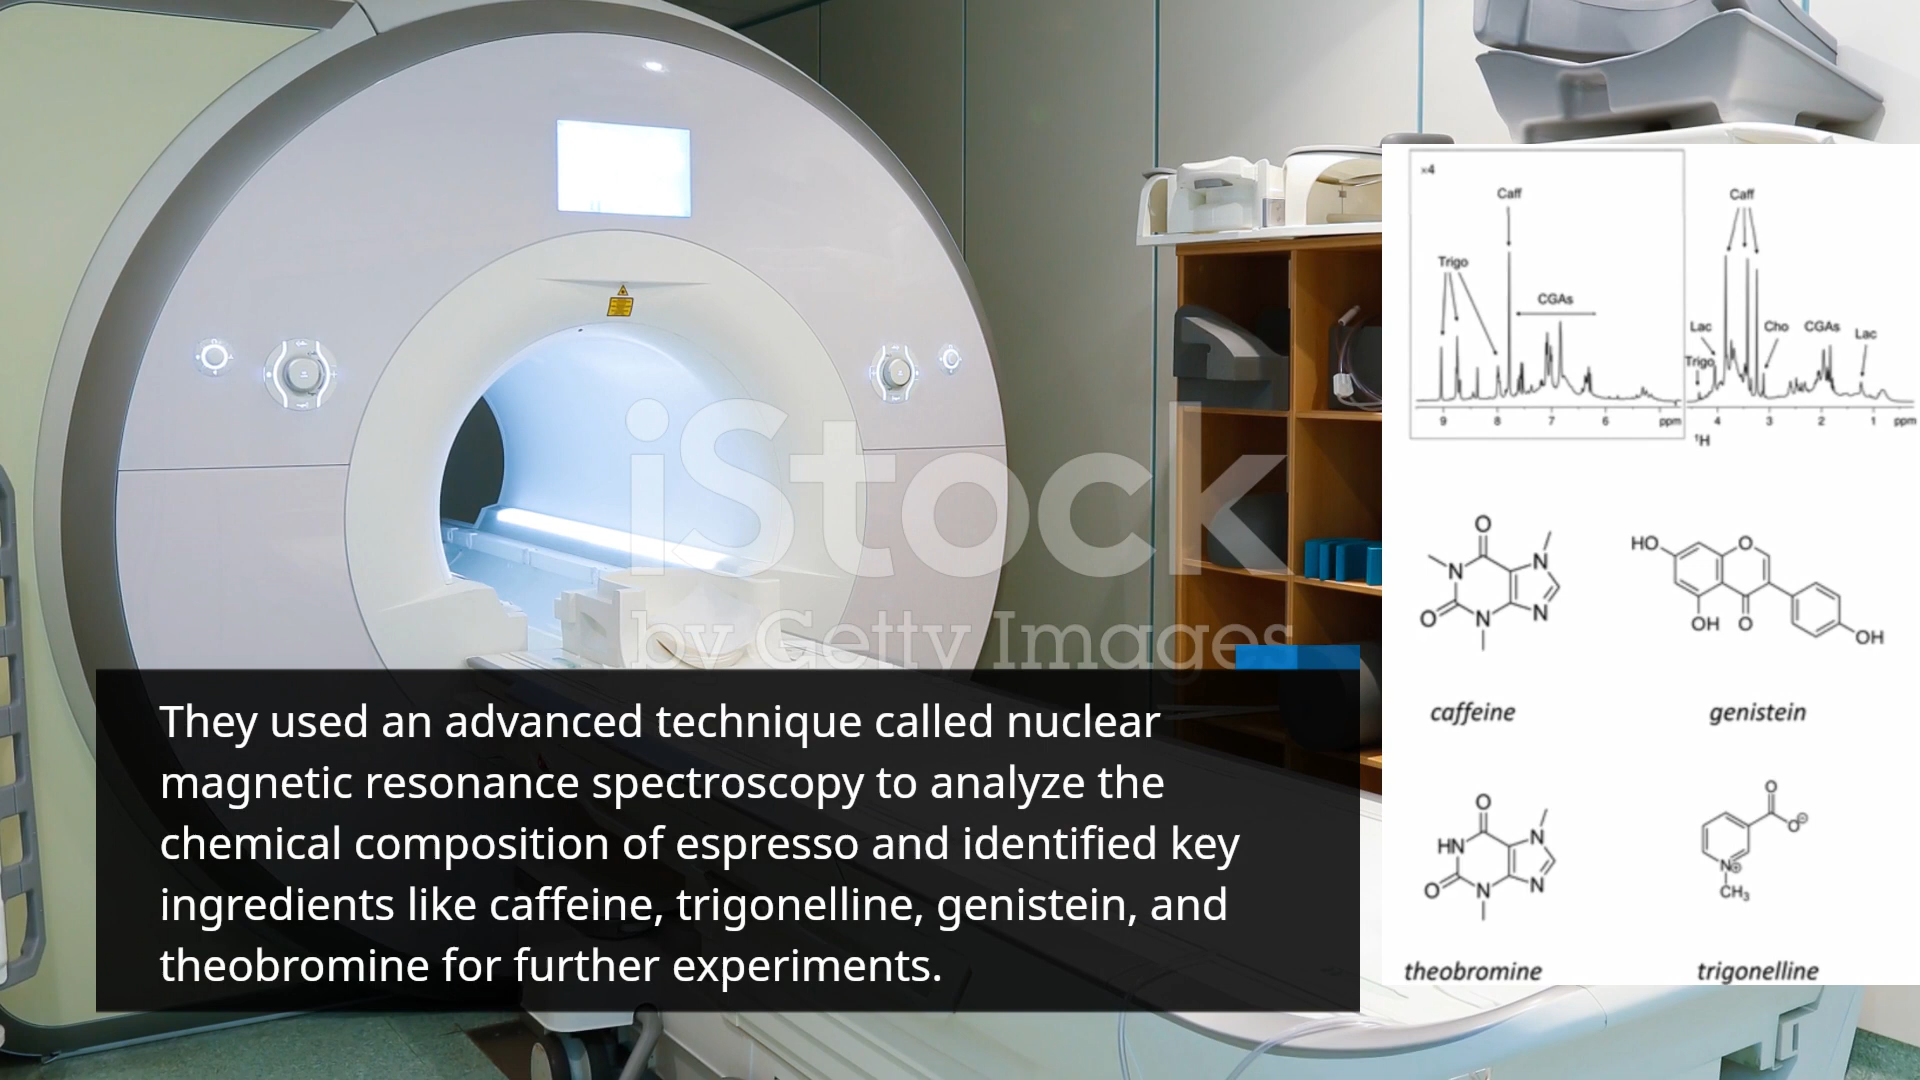 ×4
Caff
Caff
Trigo
CGAs
Lac
Cho
CGAs
Lac
Trigo
9
8
7
6
ppm
4
3
2
1
ppm
¹H
iStock
by Getty Images
O
N
N
O
N
N
HO
O
OH
O
OH
caffeine
genistein
They used an advanced technique called nuclear
magnetic resonance spectroscopy to analyze the
chemical composition of espresso and identified key
ingredients like caffeine, trigonelline, genistein, and
theobromine for further experiments.
O
HN
N
O
N
N
O
O⊖
N⊕
CH₃
theobromine
trigonelline